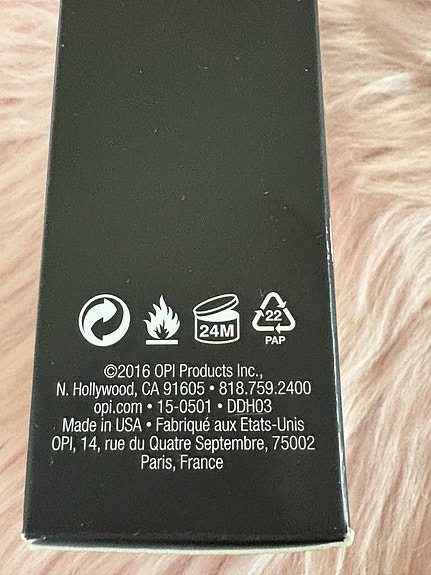 24M
22
PAP
©2016 OPI Products Inc.,
N. Hollywood, CA 91605 • 818.759.2400
opi.com • 15-0501 • DDH03
Made in USA • Fabriqué aux Etats-Unis
OPI, 14, rue du Quatre Septembre, 75002
Paris, France